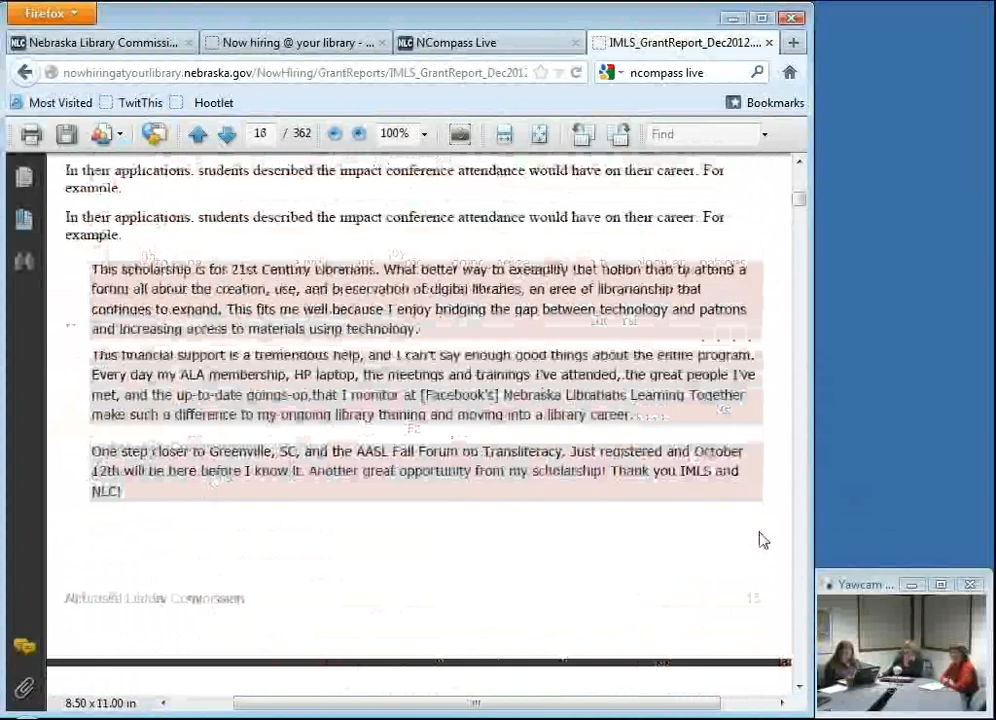 Firefox
Nebraska Library Commissi...
Now hiring @ your library - ...
NCompass Live
IMLS_GrantReport_Dec2012....
nowhiringatyourlibrary.nebraska.gov/NowHiring/GrantReports/IMLS_GrantReport_Dec2012
ncompass live
Most Visited
TwitThis
Hootlet
Bookmarks
18 / 362
100%
Find
In their applications, students described the impact conference attendance would have on their career. For
example,
In their applications, students described the impact conference attendance would have on their career. For
example,
This scholarship is for 21st Century Librarians. What better way to exemplify that notion than to attend a
forum all about the creation, use, and preservation of digital libraries, an area of librarianship that
continues to expand. This fits me well because I enjoy bridging the gap between technology and patrons
and increasing access to materials using technology.
This financial support is a tremendous help, and I can't say enough good things about the entire program.
Every day my ALA membership, HP laptop, the meetings and trainings I've attended, the great people I've
met, and the up-to-date goings-on that I monitor at [Facebook's] Nebraska Librarians Learning Together
make such a difference to my ongoing library training and moving into a library career.
One step closer to Greenville, SC, and the AASL Fall Forum on Transliteracy. Just registered and October
12th will be here before I know it. Another great opportunity from my scholarship! Thank you IMLS and
NLC!
Nebraska Library Commission
15
8.50 x 11.00 in
Yawcam ...